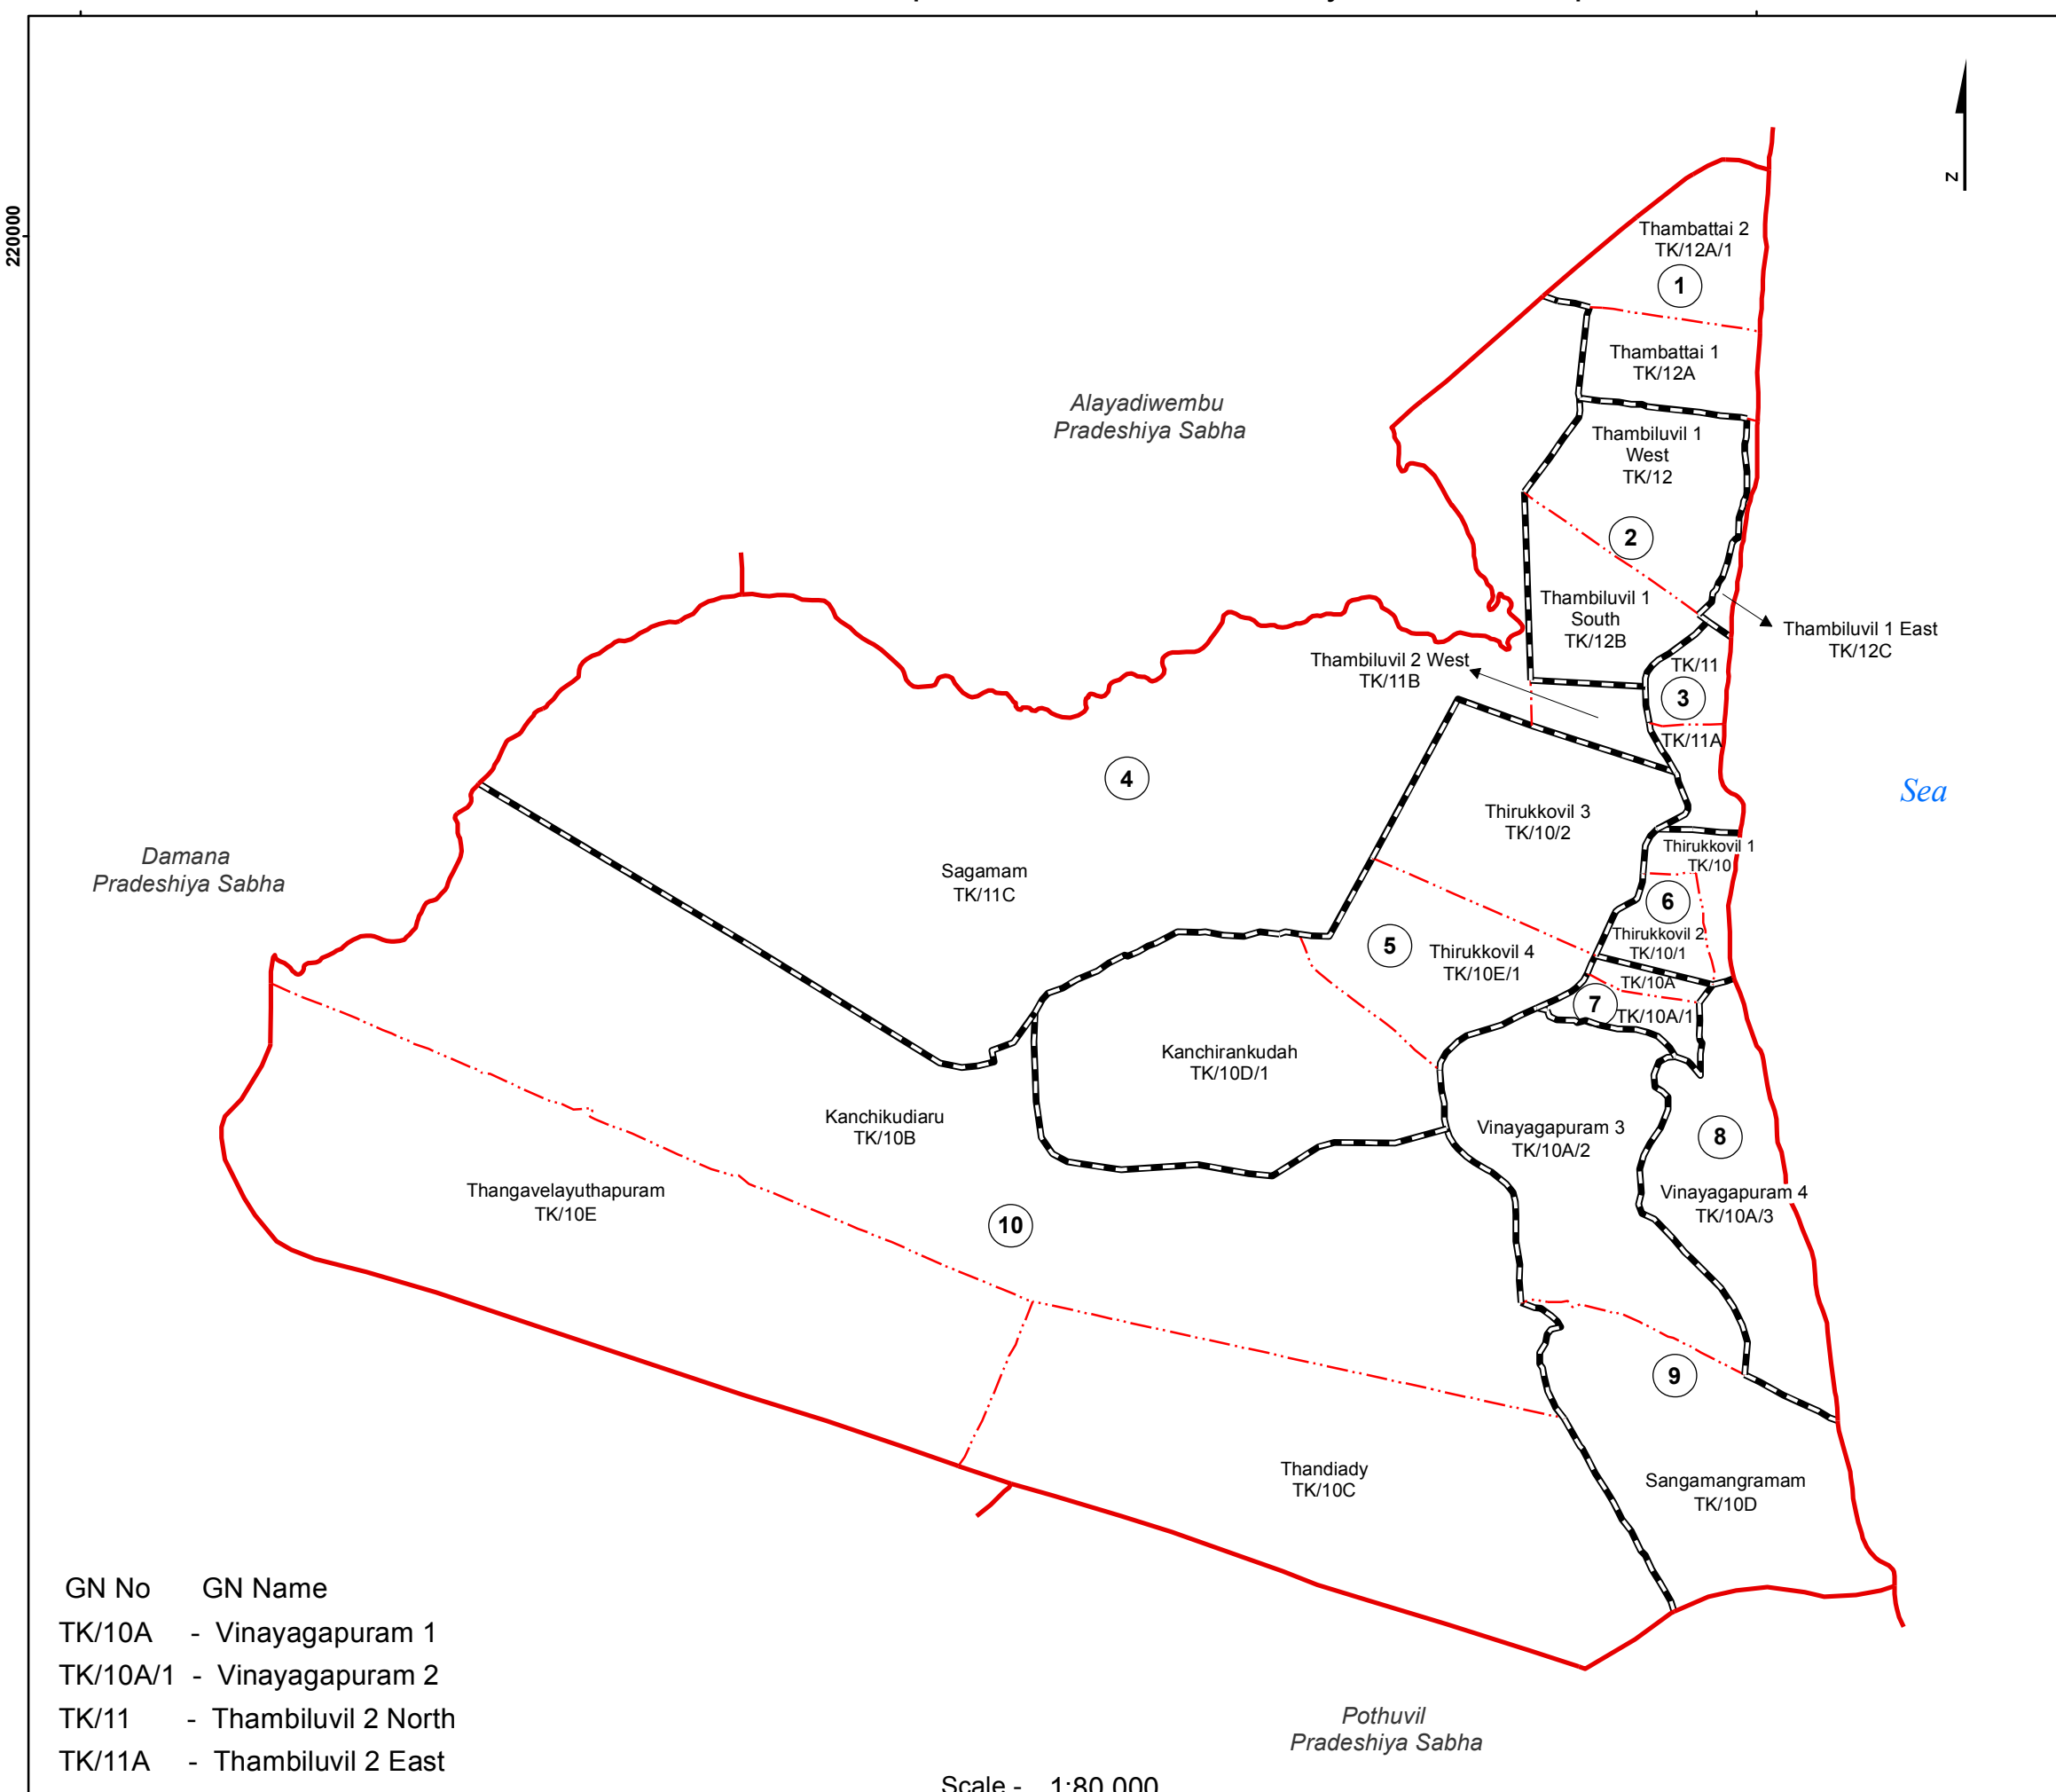 220000
z
Thambattai 2
TK/12A/1
1
Thambattai 1
TK/12A
Alayadiwembu
Pradeshiya Sabha
Thambiluvil 1
West
TK/12
2
Thambiluvil 1
South
TK/12B
Thambiluvil 1 East
TK/12C
Thambiluvil 2 West
TK/11B
TK/11
3
TK/11A
4
Sea
Thirukkovil 3
TK/10/2
Damana
Pradeshiya Sabha
Sagamam
TK/11C
Thirukkovil 1
TK/10
6
Thirukkovil 2
TK/10/1
5
Thirukkovil 4
TK/10E/1
TK/10A
7
TK/10A/1
Kanchirankudah
TK/10D/1
Kanchikudiaru
TK/10B
Vinayagapuram 3
TK/10A/2
8
Thangavelayuthapuram
TK/10E
Vinayagapuram 4
TK/10A/3
10
9
Thandiady
TK/10C
Sangamangramam
TK/10D
GN No GN Name
TK/10A - Vinayagapuram 1
TK/10A/1 - Vinayagapuram 2
TK/11 - Thambiluvil 2 North
TK/11A - Thambiluvil 2 East
Pothuvil
Pradeshiya Sabha
Scale - 1:80,000